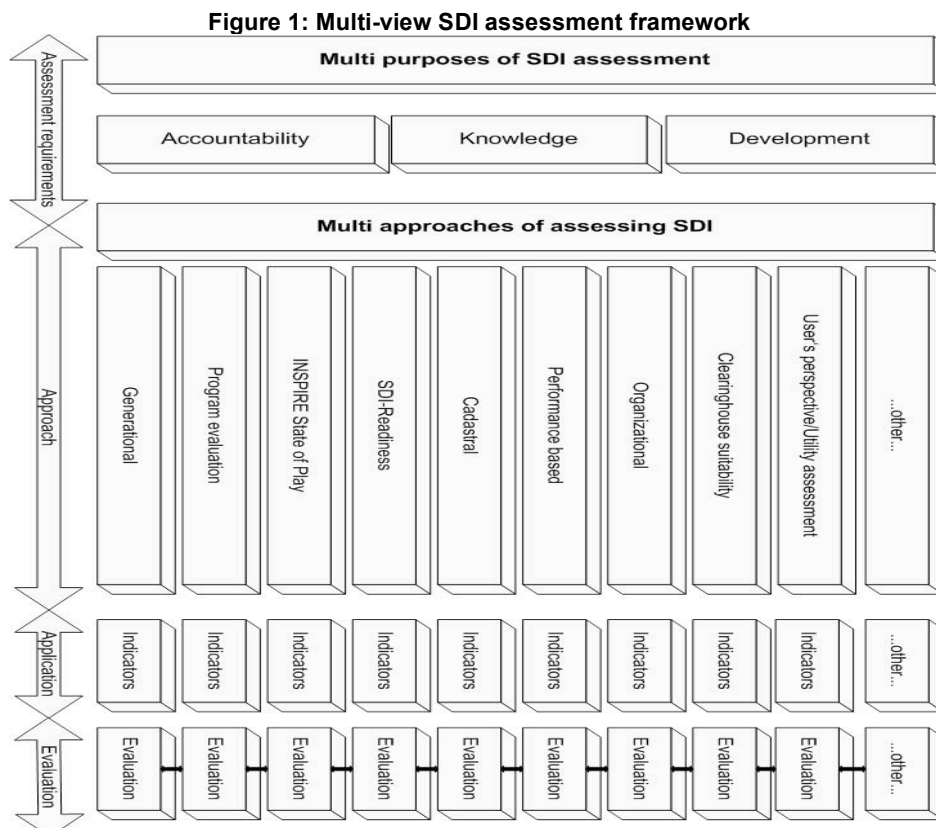 Figure 1: Multi-view SDI assessment framework
Assessment requirements
Multi purposes of SDI assessment
Accountability
Knowledge
Development
Multi approaches of assessing SDI
Approach
Generational
Program evaluation
INSPIRE State of Play
SDI-Readiness
Cadastral
Performance based
Organizational
Clearinghouse suitability
User's perspective/Utility assessment
...other...
Application
Indicators
Indicators
Indicators
Indicators
Indicators
Indicators
Indicators
Indicators
Indicators
...other...
Evaluation
Evaluation
Evaluation
Evaluation
Evaluation
Evaluation
Evaluation
Evaluation
Evaluation
Evaluation
...other...